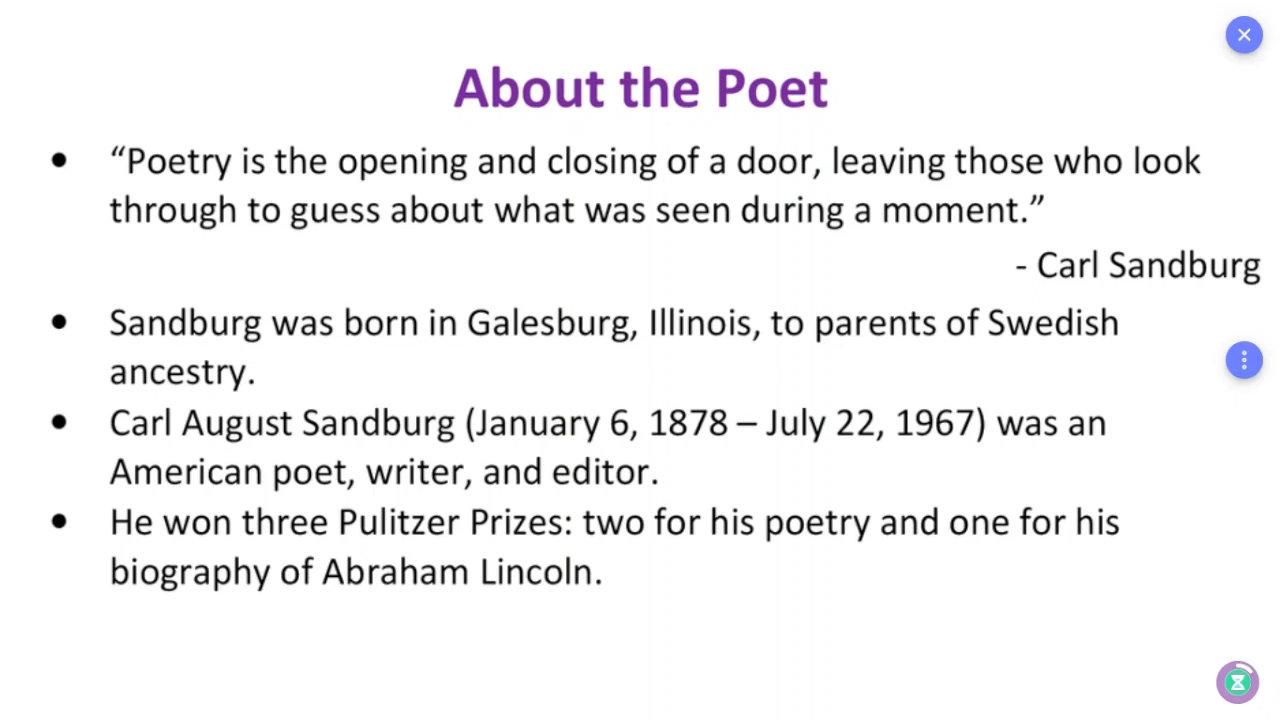 About the Poet
• “Poetry is the opening and closing of a door, leaving those who look
through to guess about what was seen during a moment.”
- Carl Sandburg
• Sandburg was born in Galesburg, Illinois, to parents of Swedish
ancestry.
• Carl August Sandburg (January 6, 1878 – July 22, 1967) was an
American poet, writer, and editor.
• He won three Pulitzer Prizes: two for his poetry and one for his
biography of Abraham Lincoln.